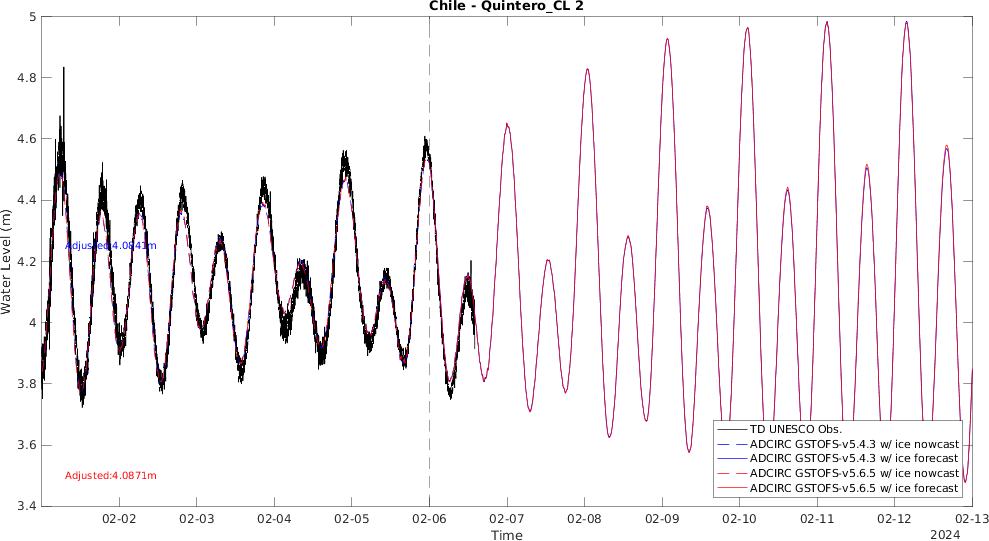 Chile - Quintero_CL 2
5
4.8
4.6
4.4
4.2
4
3.8
3.6
3.4
Water Level (m)
Adjusted:4.0841m
Adjusted:4.0871m
TD UNESCO Obs.
ADCIRC GSTOFS-v5.4.3 w/ ice nowcast
ADCIRC GSTOFS-v5.4.3 w/ ice forecast
ADCIRC GSTOFS-v5.6.5 w/ ice nowcast
ADCIRC GSTOFS-v5.6.5 w/ ice forecast
02-02 02-03 02-04 02-05 02-06 02-07 02-08 02-09 02-10 02-11 02-12 02-13
Time
2024